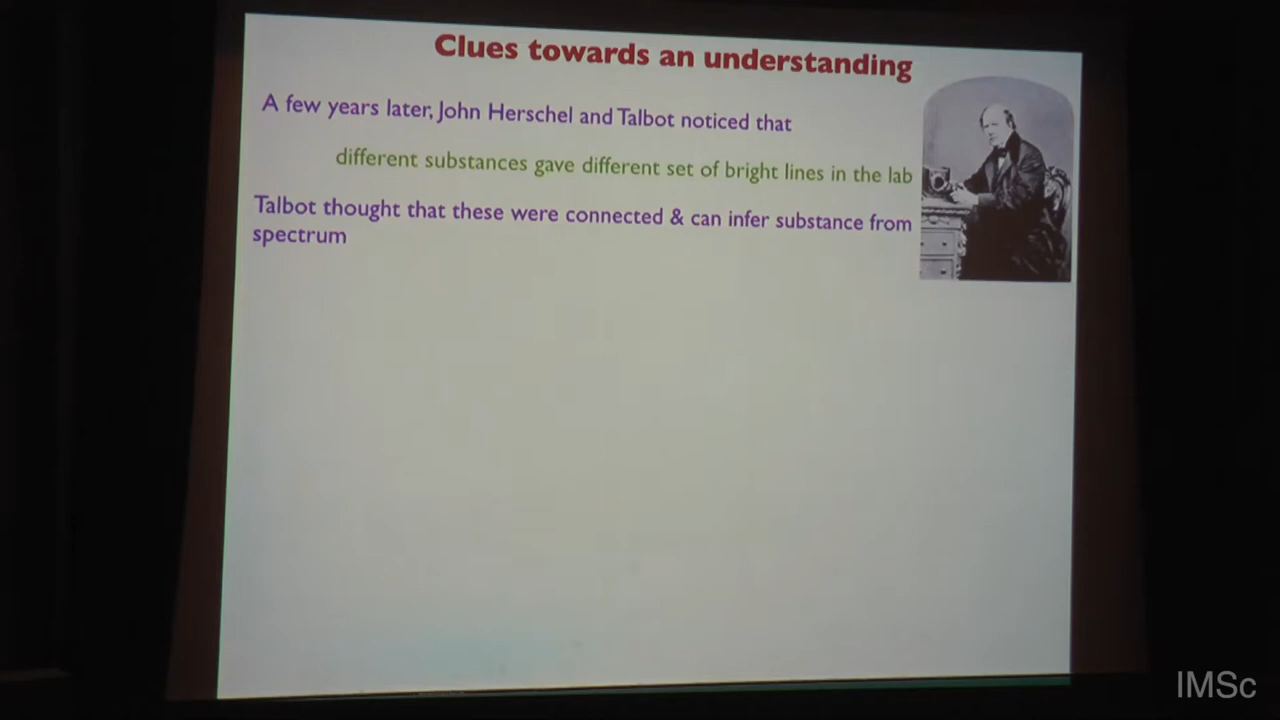 Clues towards an understanding
A few years later, John Herschel and Talbot noticed that
different substances gave different set of bright lines in the lab
Talbot thought that these were connected & can infer substance from
spectrum
IMSc